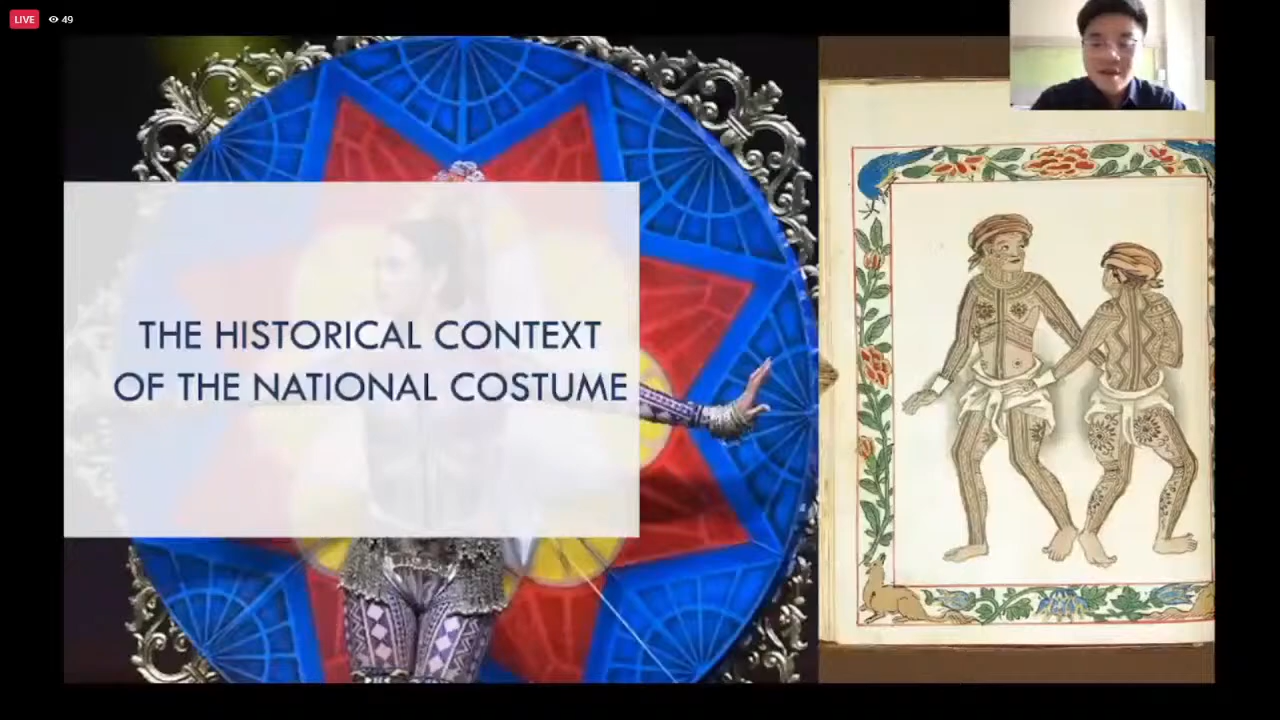 LIVE 49
THE HISTORICAL CONTEXT
OF THE NATIONAL COSTUME